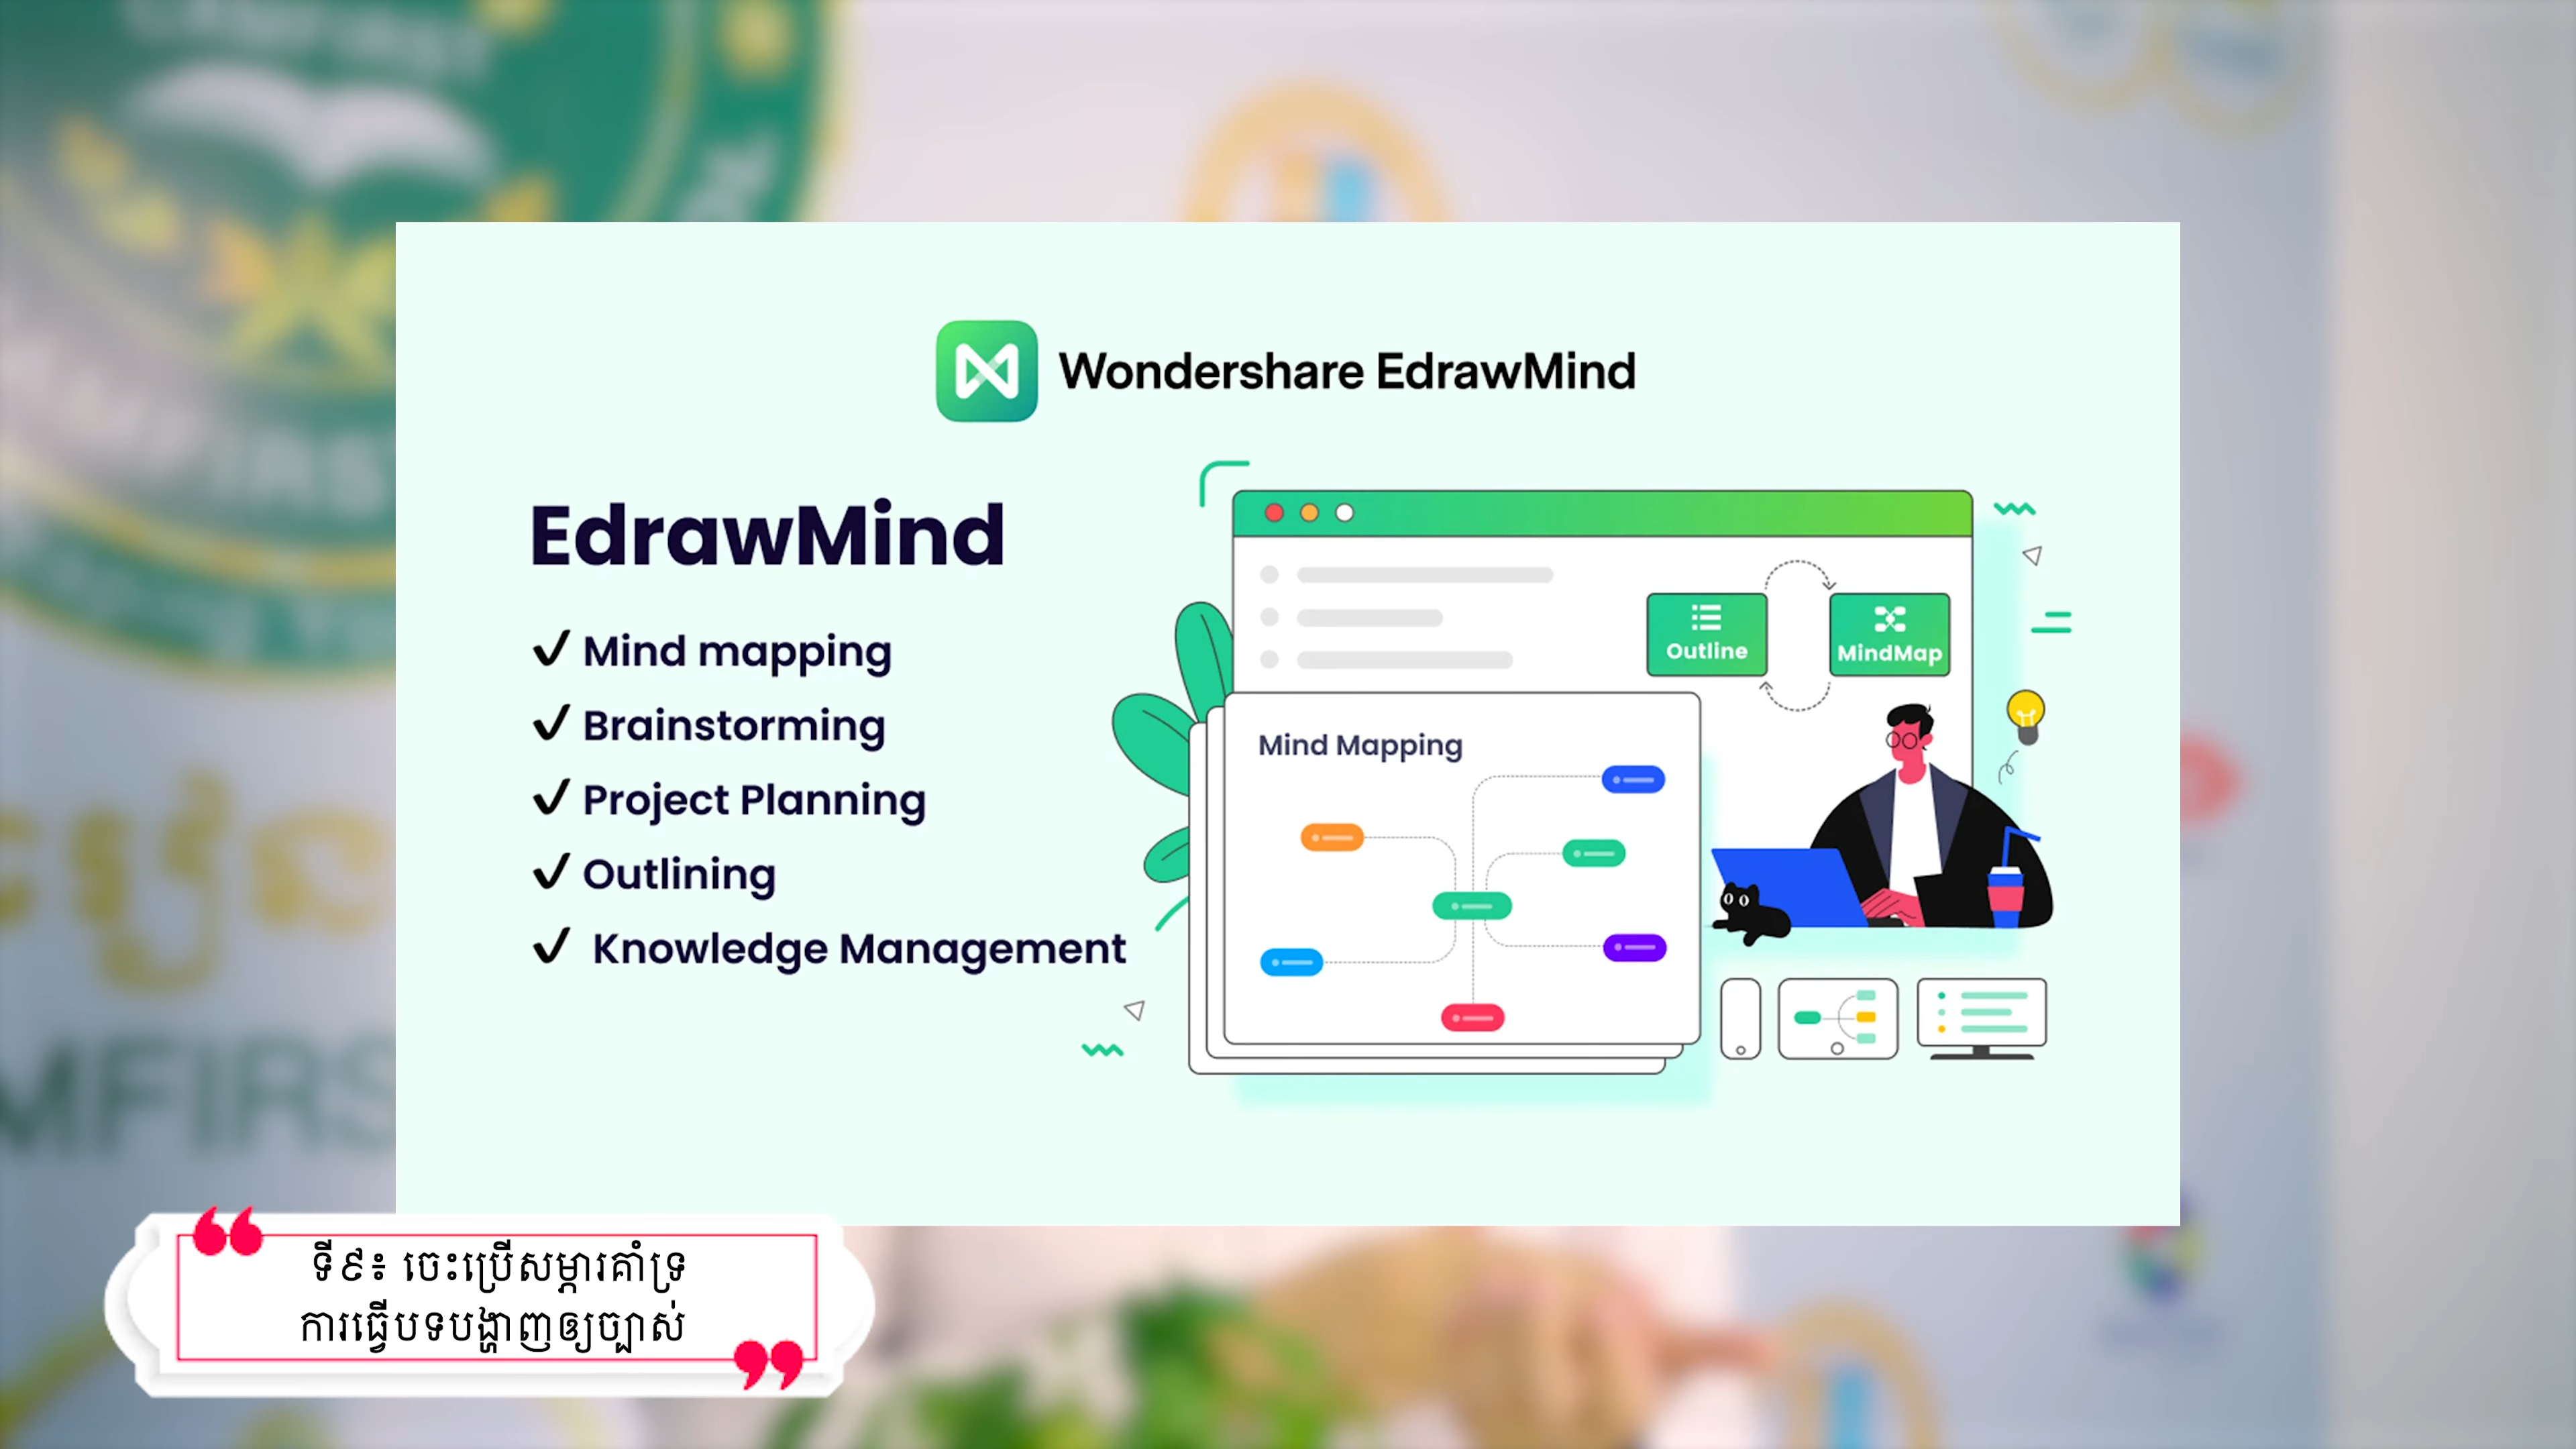 Wondershare EdrawMind
EdrawMind
✓ Mind mapping
✓ Brainstorming
✓ Project Planning
✓ Outlining
✓ Knowledge Management
Outline
MindMap
Mind Mapping
MFIRS
ទី៩៖ ចេះប្រើសម្ភារគាំទ្រ
ការធ្វើបទបង្ហាញឲ្យច្បាស់